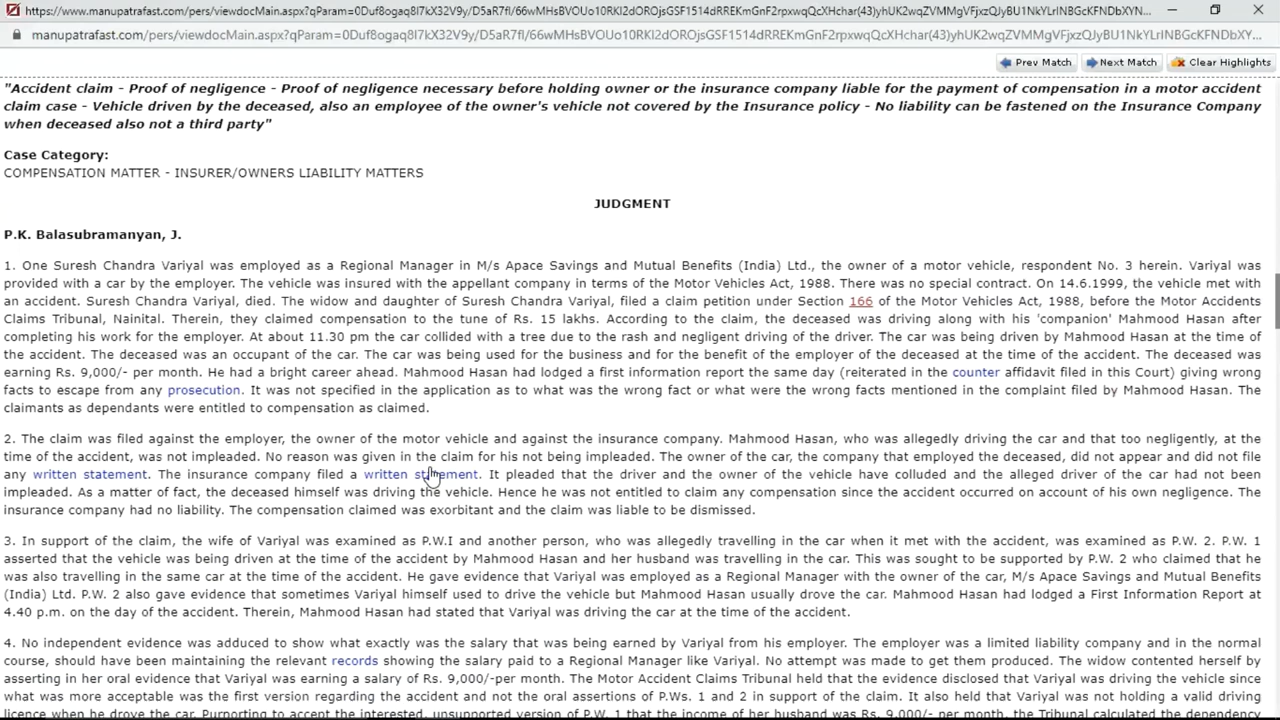 https://www.manupatrafast.com/pers/viewdocMain.aspx?qParam=0Duf8ogaq8I7kX32V9y/D5aR7fl/66wMHsBVOUo10RKI2dOROjsGSF1514dRREKmGnF2rpxwqQcXHchar(43)yhUK2wqZVMMgVFjxzQJyBU1NYLrINBGcKFNDbXYN...
manupatrafast.com/pers/viewdocMain.aspx?qParam=0Duf8ogaq8I7kX32V9y/D5aR7fl/66wMHsBVOUo10RKI2dOROjsGSF1514dRREKmGnF2rpxwqQcXHchar(43)yhUK2wqZVMMgVFjxzQJyBU1NYLrINBGcKFNDbXY...
Prev Match Next Match Clear Highlights
"Accident claim - Proof of negligence - Proof of negligence necessary before holding owner or the insurance company liable for the payment of compensation in a motor accident
claim case - Vehicle driven by the deceased, also an employee of the owner's vehicle not covered by the Insurance policy - No liability can be fastened on the Insurance Company
when deceased also not a third party"
Case Category:
COMPENSATION MATTER - INSURER/OWNERS LIABILITY MATTERS
JUDGMENT
P.K. Balasubramanyan, J.
1. One Suresh Chandra Variyal was employed as a Regional Manager in M/s Apace Savings and Mutual Benefits (India) Ltd., the owner of a motor vehicle, respondent No. 3 herein. Variyal was
provided with a car by the employer. The vehicle was insured with the appellant company in terms of the Motor Vehicles Act, 1988. There was no special contract. On 14.6.1999, the vehicle met with
an accident. Suresh Chandra Variyal, died. The widow and daughter of Suresh Chandra Variyal, filed a claim petition under Section 166 of the Motor Vehicles Act, 1988, before the Motor Accidents
Claims Tribunal, Nainital. Therein, they claimed compensation to the tune of Rs. 15 lakhs. According to the claim, the deceased was driving along with his 'companion' Mahmood Hasan after
completing his work for the employer. At about 11.30 pm the car collided with a tree due to the rash and negligent driving of the driver. The car was being driven by Mahmood Hasan at the time of
the accident. The deceased was an occupant of the car. The car was being used for the business and for the benefit of the employer of the deceased at the time of the accident. The deceased was
earning Rs. 9,000/- per month. He had a bright career ahead. Mahmood Hasan had lodged a first information report the same day (reiterated in the counter affidavit filed in this Court) giving wrong
facts to escape from any prosecution. It was not specified in the application as to what was the wrong fact or what were the wrong facts mentioned in the complaint filed by Mahmood Hasan. The
claimants as dependants were entitled to compensation as claimed.
2. The claim was filed against the employer, the owner of the motor vehicle and against the insurance company. Mahmood Hasan, who was allegedly driving the car and that too negligently, at the
time of the accident, was not impleaded. No reason was given in the claim for his not being impleaded. The owner of the car, the company that employed the deceased, did not appear and did not file
any written statement. The insurance company filed a written statement. It pleaded that the driver and the owner of the vehicle have colluded and the alleged driver of the car had not been
impleaded. As a matter of fact, the deceased himself was driving the vehicle. Hence he was not entitled to claim any compensation since the accident occurred on account of his own negligence. The
insurance company had no liability. The compensation claimed was exorbitant and the claim was liable to be dismissed.
3. In support of the claim, the wife of Variyal was examined as P.W.I and another person, who was allegedly travelling in the car when it met with the accident, was examined as P.W. 2. P.W. 1
asserted that the vehicle was being driven at the time of the accident by Mahmood Hasan and her husband was travelling in the car. This was sought to be supported by P.W. 2 who claimed that he
was also travelling in the same car at the time of the accident. He gave evidence that Variyal was employed as a Regional Manager with the owner of the car, M/s Apace Savings and Mutual Benefits
(India) Ltd. P.W. 2 also gave evidence that sometimes Variyal himself used to drive the vehicle but Mahmood Hasan usually drove the car. Mahmood Hasan had lodged a First Information Report at
4.40 p.m. on the day of the accident. Therein, Mahmood Hasan had stated that Variyal was driving the car at the time of the accident.
4. No independent evidence was adduced to show what exactly was the salary that was being earned by Variyal from his employer. The employer was a limited liability company and in the normal
course, should have been maintaining the relevant records showing the salary paid to a Regional Manager like Variyal. No attempt was made to get them produced. The widow contented herself by
asserting in her oral evidence that Variyal was earning a salary of Rs. 9,000/-per month. The Motor Accident Claims Tribunal held that the evidence disclosed that Variyal was driving the vehicle since
what was more acceptable was the first version regarding the accident and not the oral assertions of P.Ws. 1 and 2 in support of the claim. It also held that Variyal was not holding a valid driving
licence when he drove the car. Purporting to accept the interested, unsupported version of P.W. 1 that the income of her husband was Rs. 9,000/- per month, the Tribunal calculated the dependency